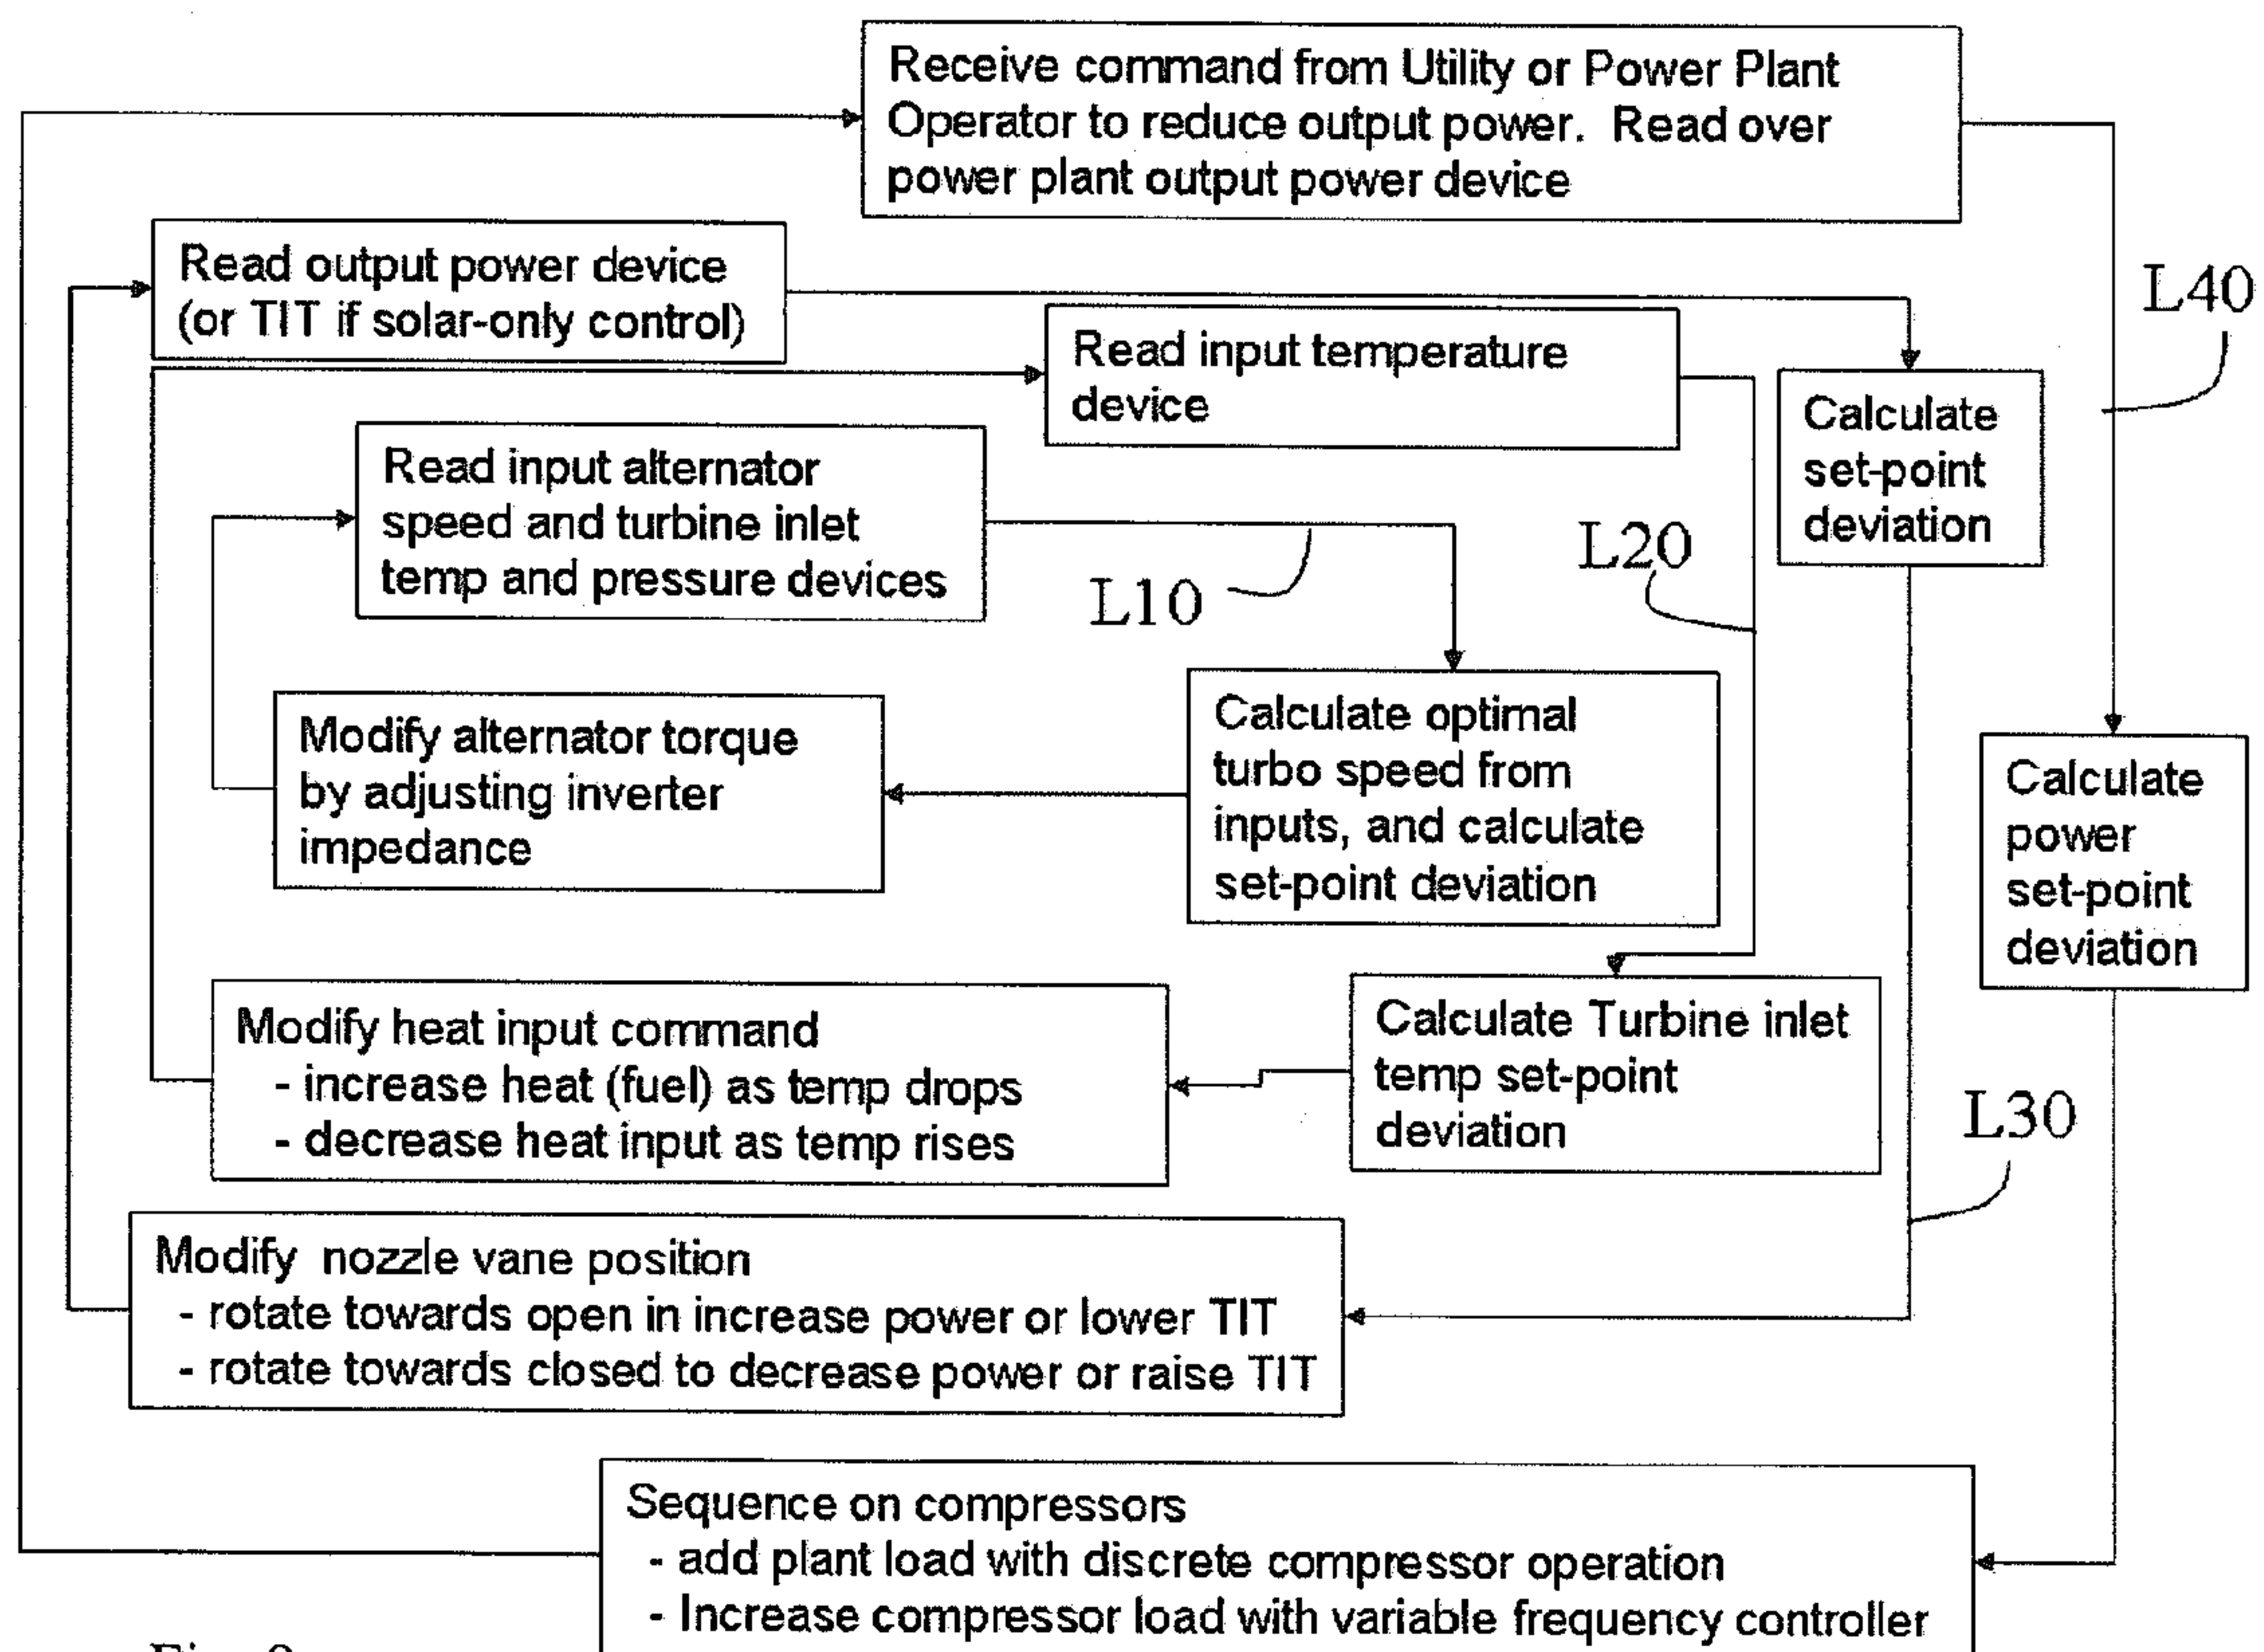 Receive command from Utility or Power Plant
Operator to reduce output power. Read over
power plant output power device
Read output power device
(or TIT if solar-only control)
L40
Read input temperature
device
Calculate
set-point
deviation
Read input alternator
speed and turbine inlet
temp and pressure devices
L10
L20
Modify alternator torque
by adjusting inverter
impedance
Calculate optimal
turbo speed from
inputs, and calculate
set-point deviation
Calculate
power
set-point
deviation
Modify heat input command
- increase heat (fuel) as temp drops
- decrease heat input as temp rises
Calculate Turbine inlet
temp set-point
deviation
L30
Modify nozzle vane position
- rotate towards open in increase power or lower TIT
- rotate towards closed to decrease power or raise TIT
Sequence on compressors
- add plant load with discrete compressor operation
- Increase compressor load with variable frequency controller